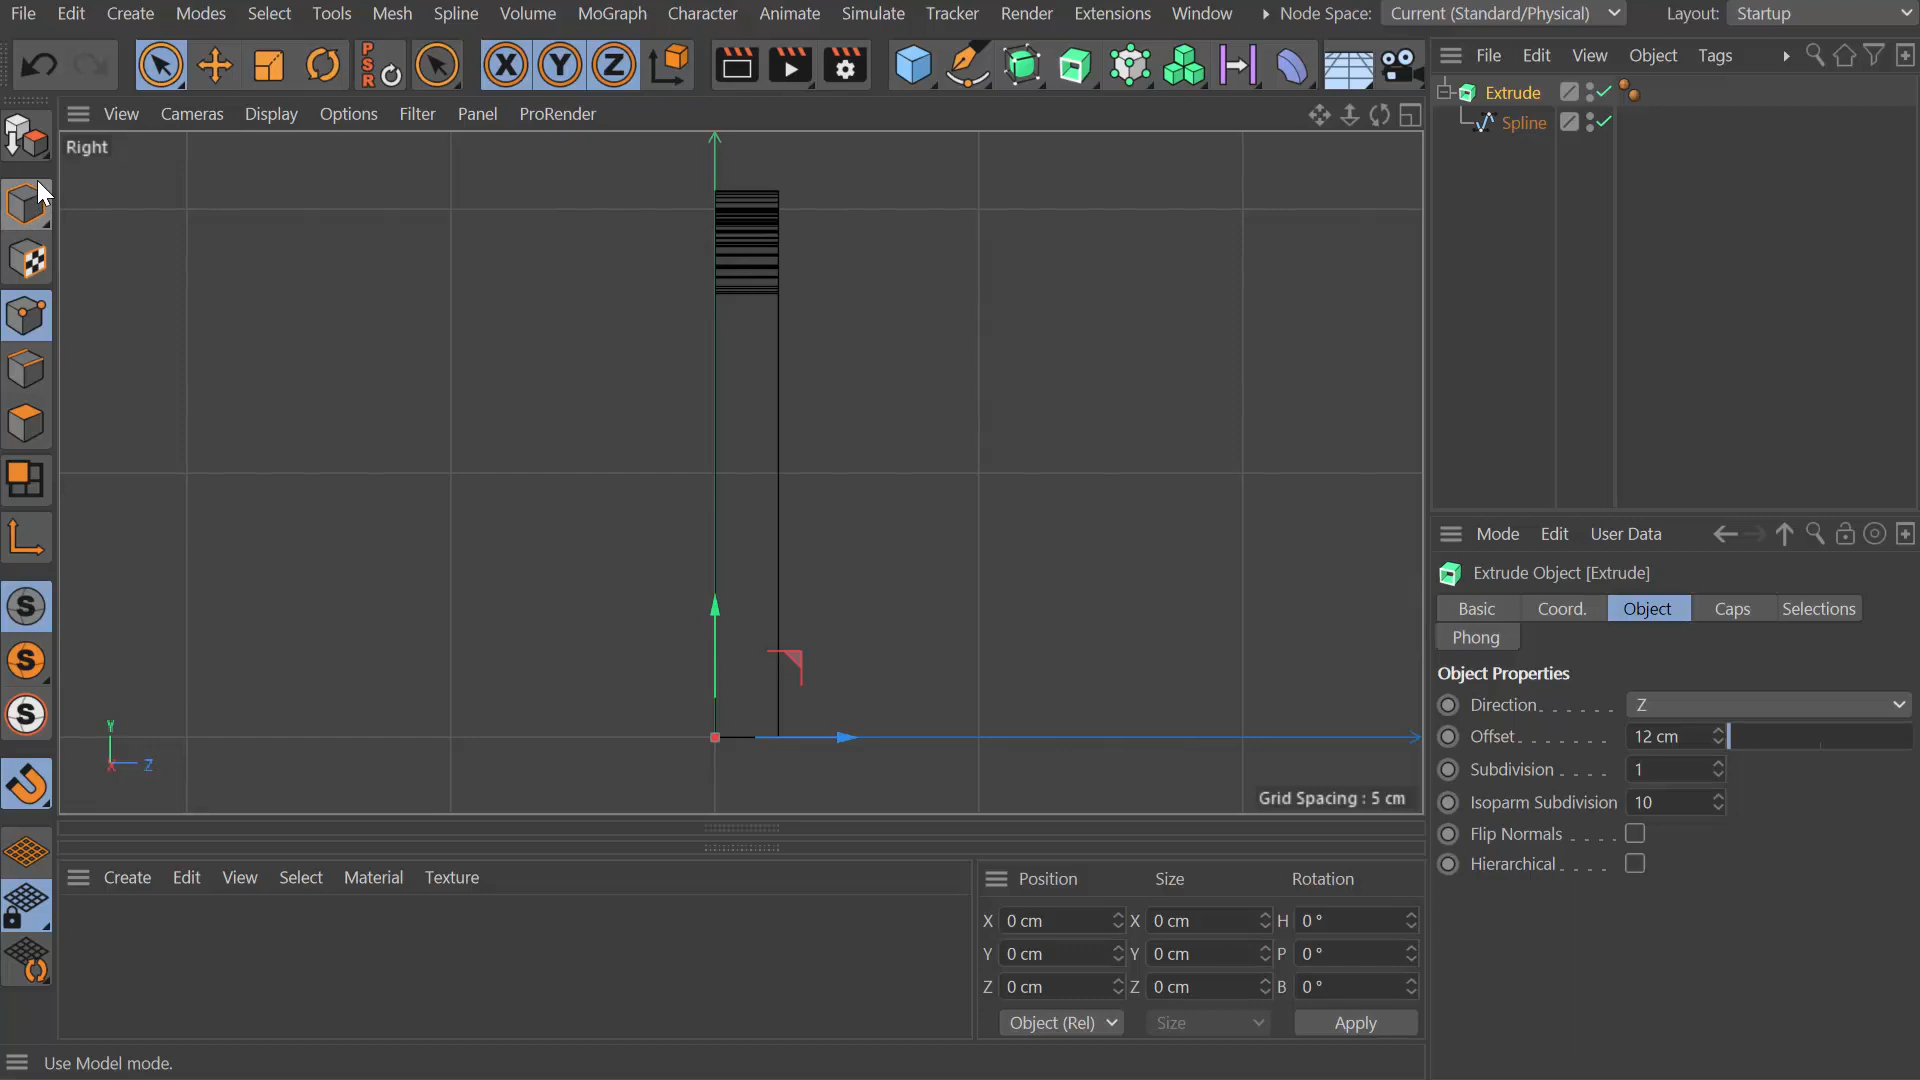 File Edit Create Modes Select Tools Mesh Spline Volume MoGraph Character Animate Simulate Tracker Render Extensions Window Node Space: Current (Standard/Physical) Layout: Startup
P S R X Y Z
File Edit View Object Tags
View Cameras Display Options Filter Panel ProRender
Extrude
Spline
Right
Y
X Z
Grid Spacing : 5 cm
S
S
S
Mode Edit User Data
Extrude Object [Extrude]
Basic Coord. Object Caps Selections
Phong
Object Properties
Direction Z
Offset 12 cm
Subdivision 1
Isoparm Subdivision 10
Flip Normals
Hierarchical
Create Edit View Select Material Texture
Position Size Rotation
X 0 cm X 0 cm H 0 °
Y 0 cm Y 0 cm P 0 °
Z 0 cm Z 0 cm B 0 °
Object (Rel) Size Apply
Use Model mode.